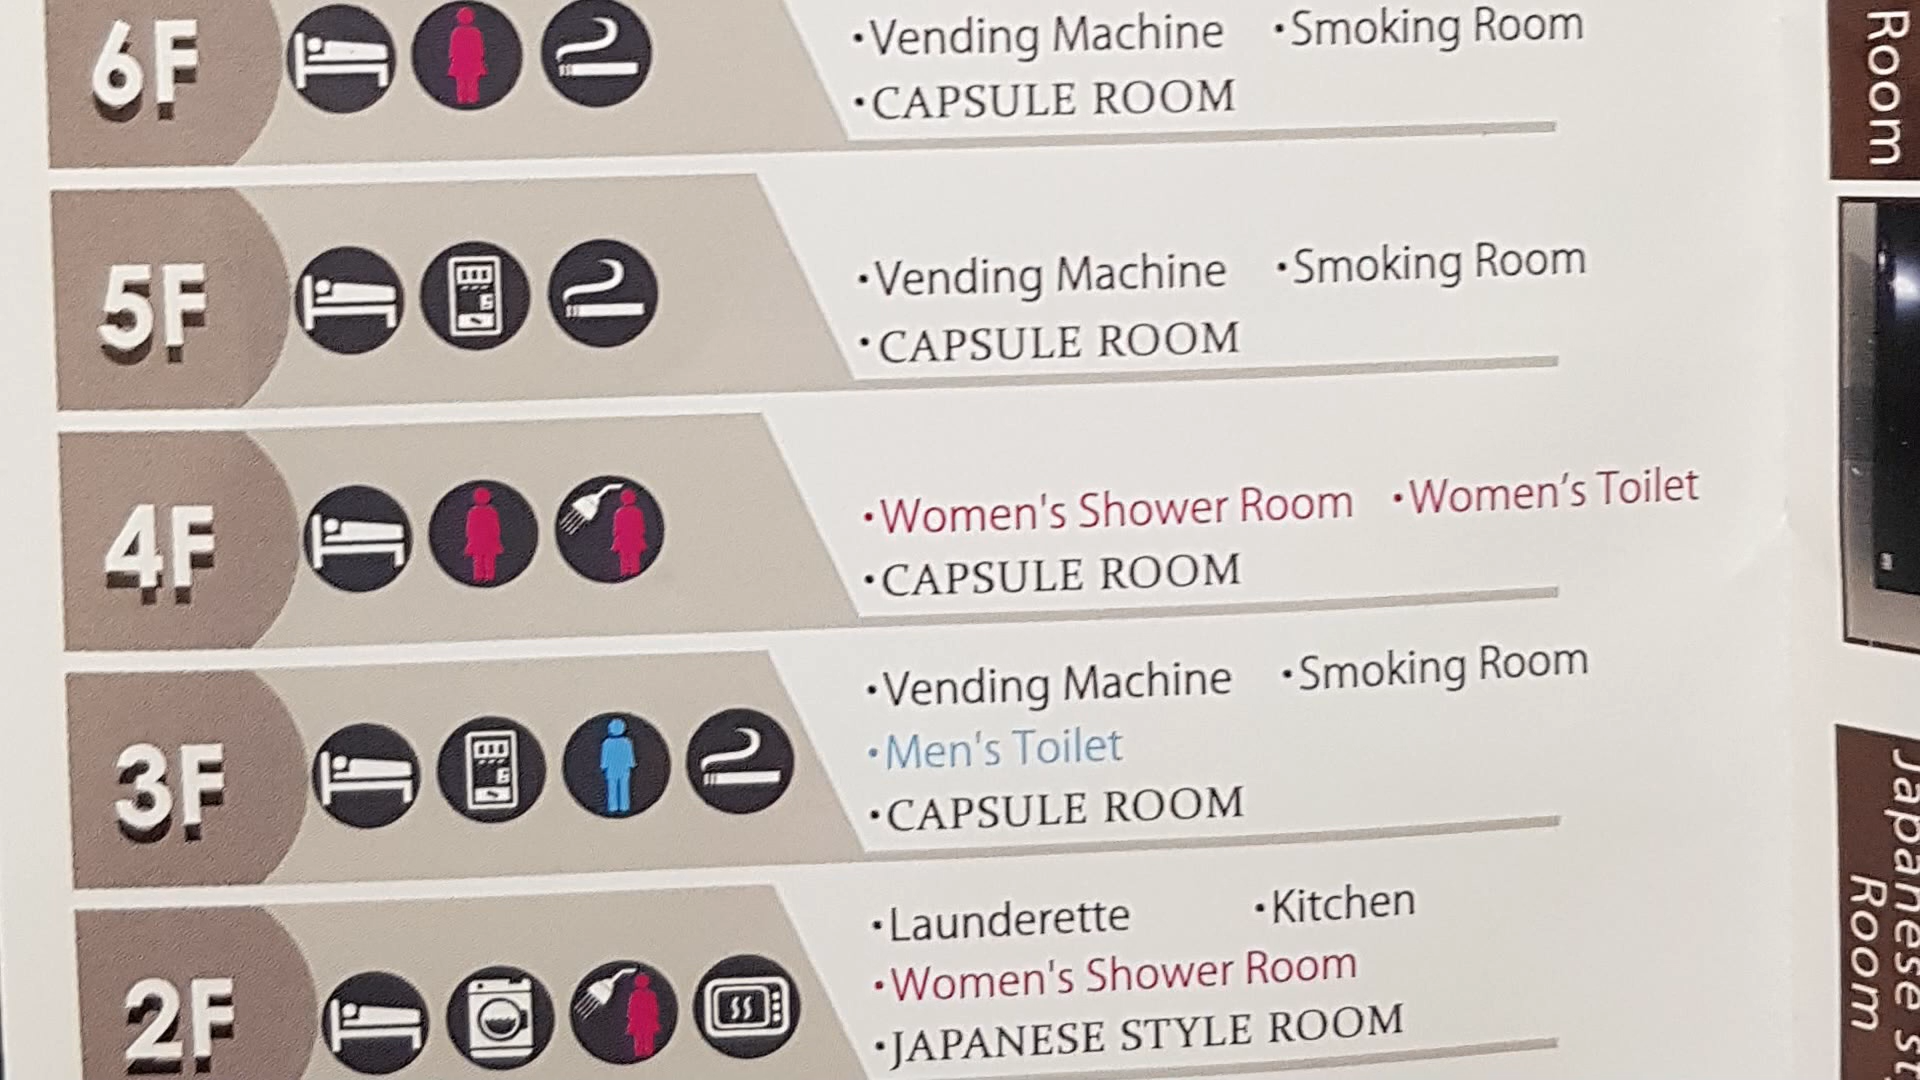 6F
・Vending Machine ・Smoking Room
・CAPSULE ROOM
5F
・Vending Machine ・Smoking Room
・CAPSULE ROOM
4F
・Women's Shower Room ・Women's Toilet
・CAPSULE ROOM
3F
・Vending Machine ・Smoking Room
・Men's Toilet
・CAPSULE ROOM
2F
・Launderette ・Kitchen
・Women's Shower Room
・JAPANESE STYLE ROOM
Room
Japanese
Room